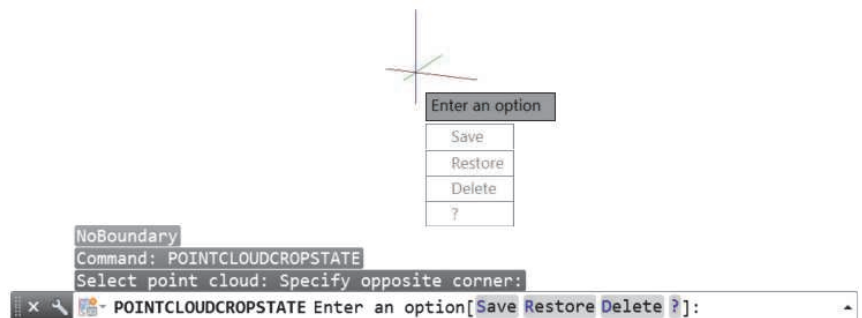 Enter an option
Save
Restore
Delete
?
NoBoundary
Command: POINTCLOUDCROPSTATE
Select point cloud: Specify opposite corner:
POINTCLOUDCROPSTATE Enter an option[Save Restore Delete ?]: